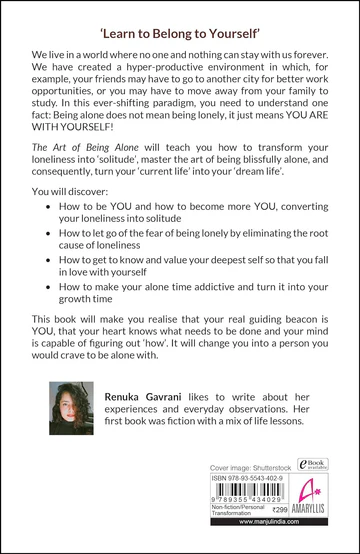 ‘Learn to Belong to Yourself’
We live in a world where no one and nothing can stay with us forever.
We have created a hyper-productive environment in which, for
example, your friends may have to go to another city for better work
opportunities, or you may have to move away from your family to
study. In this ever-shifting paradigm, you need to understand one
fact: Being alone does not mean being lonely, it just means YOU ARE
WITH YOURSELF!
The Art of Being Alone will teach you how to transform your
loneliness into ‘solitude’, master the art of being blissfully alone, and
consequently, turn your ‘current life’ into your ‘dream life’.
You will discover:
• How to be YOU and how to become more YOU, converting
your loneliness into solitude
• How to let go of the fear of being lonely by eliminating the root
cause of loneliness
• How to get to know and value your deepest self so that you fall
in love with yourself
• How to make your alone time addictive and turn it into your
growth time
This book will make you realise that your real guiding beacon is
YOU, that your heart knows what needs to be done and your mind
is capable of figuring out ‘how’. It will change you into a person you
would crave to be alone with.
Renuka Gavrani likes to write about her
experiences and everyday observations. Her
first book was fiction with a mix of life lessons.
Cover image: Shutterstock
eBook
available
ISBN 978-93-5543-402-9
9 789355 434029
Non-fiction/Personal
Transformation
₹299
AMARYLLIS
www.manjulindia.com